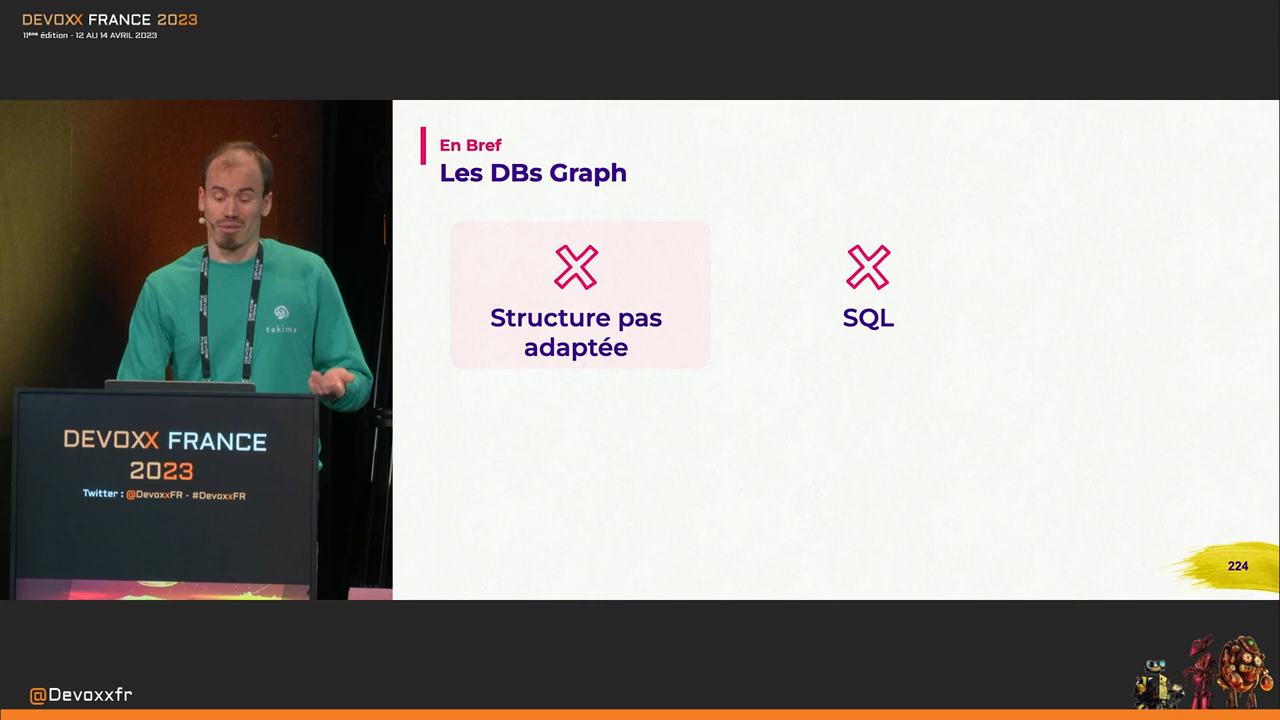 DEVOXX FRANCE 2023
11ème édition - 12 AU 14 AVRIL 2023
En Bref
Les DBs Graph
Structure pas
adaptée
SQL
takima
DEVOXX FRANCE
2023
Twitter : @DevoxxFR - #DevoxxFR
224
@Devoxxfr